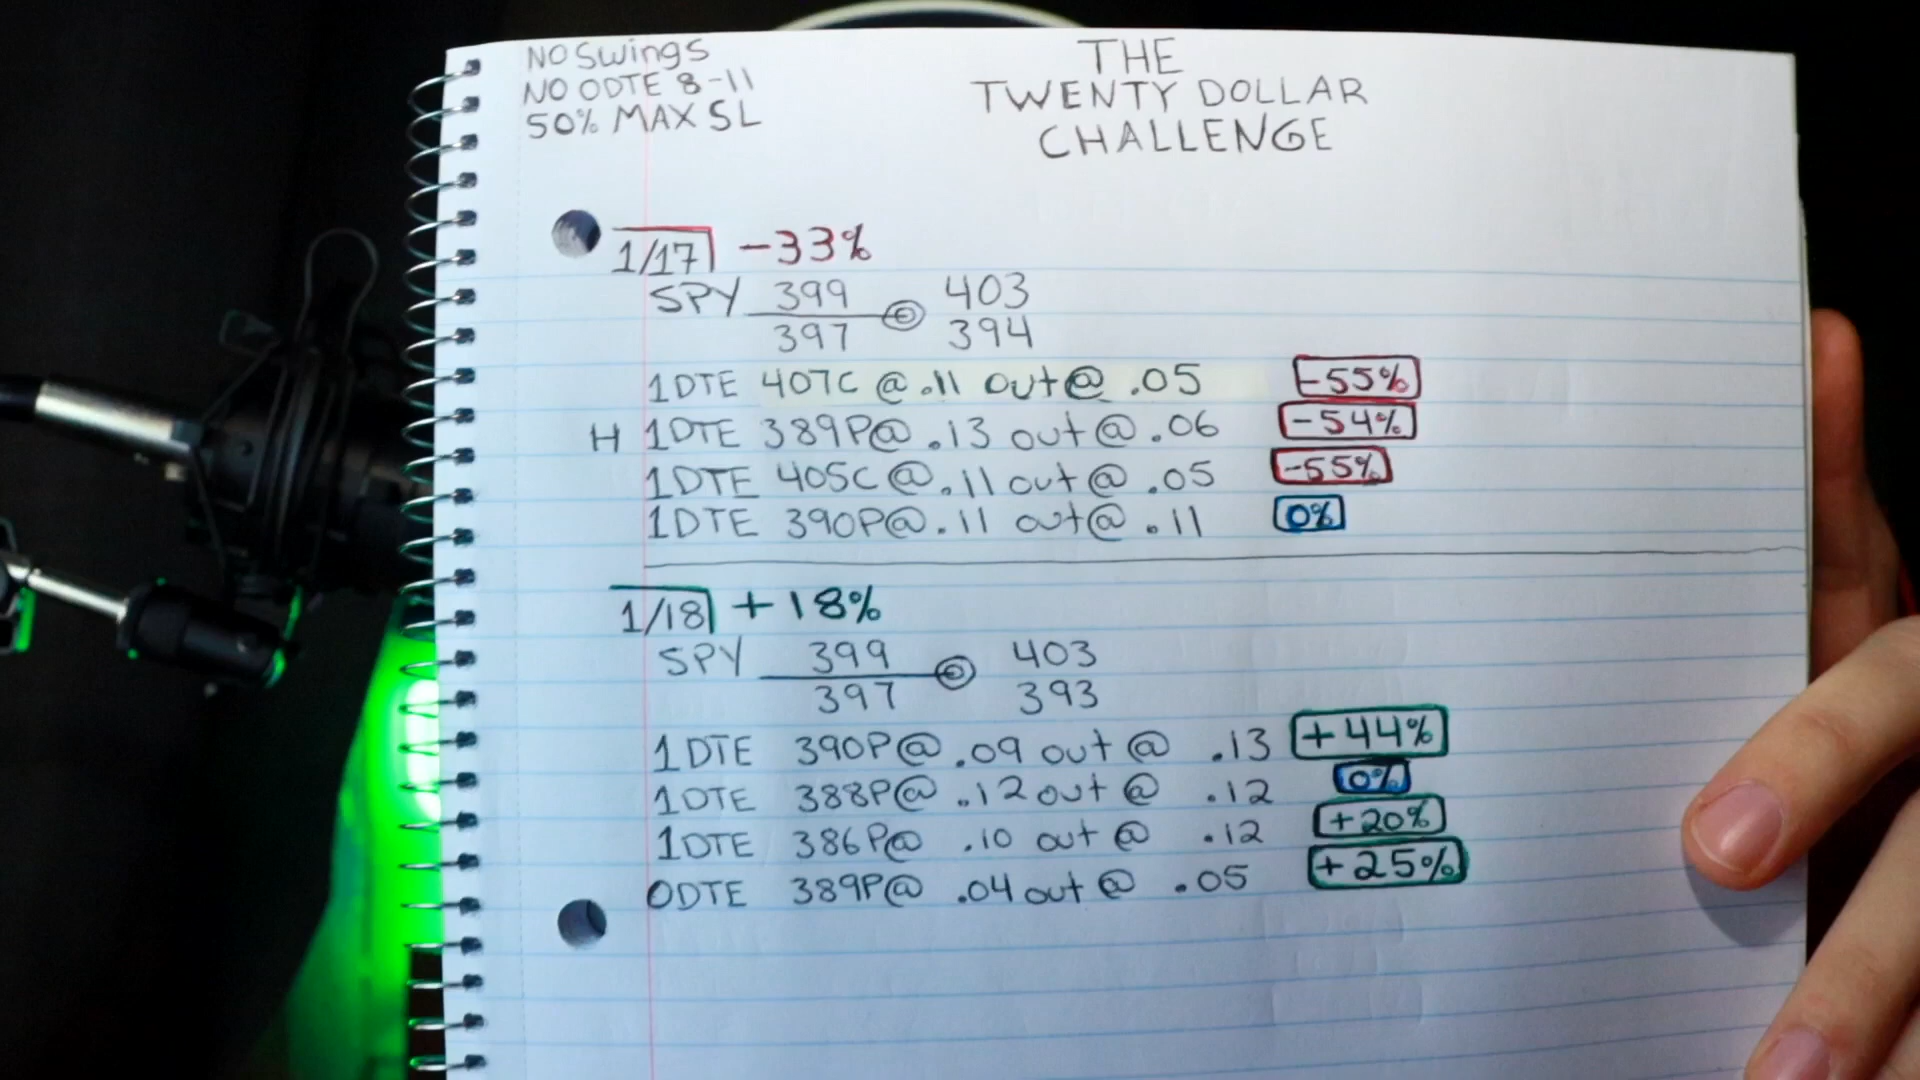 NO SWINGS
NO ODTE 8-11
50% MAX SL
THE
TWENTY DOLLAR
CHALLENGE
1/17 -33%
SPY 399 403
397 394
1DTE 407C @ .11 out @ .05 -55%
H 1DTE 389P @ .13 out @ .06 -54%
1DTE 405C @ .11 out @ .05 -55%
1DTE 390P @ .11 out @ .11 0%
1/18 +18%
SPY 399 403
397 393
1DTE 390P @ .09 out @ .13 +44%
1DTE 388P @ .12 out @ .12 0%
1DTE 386P @ .10 out @ .12 +20%
0DTE 389P @ .04 out @ .05 +25%